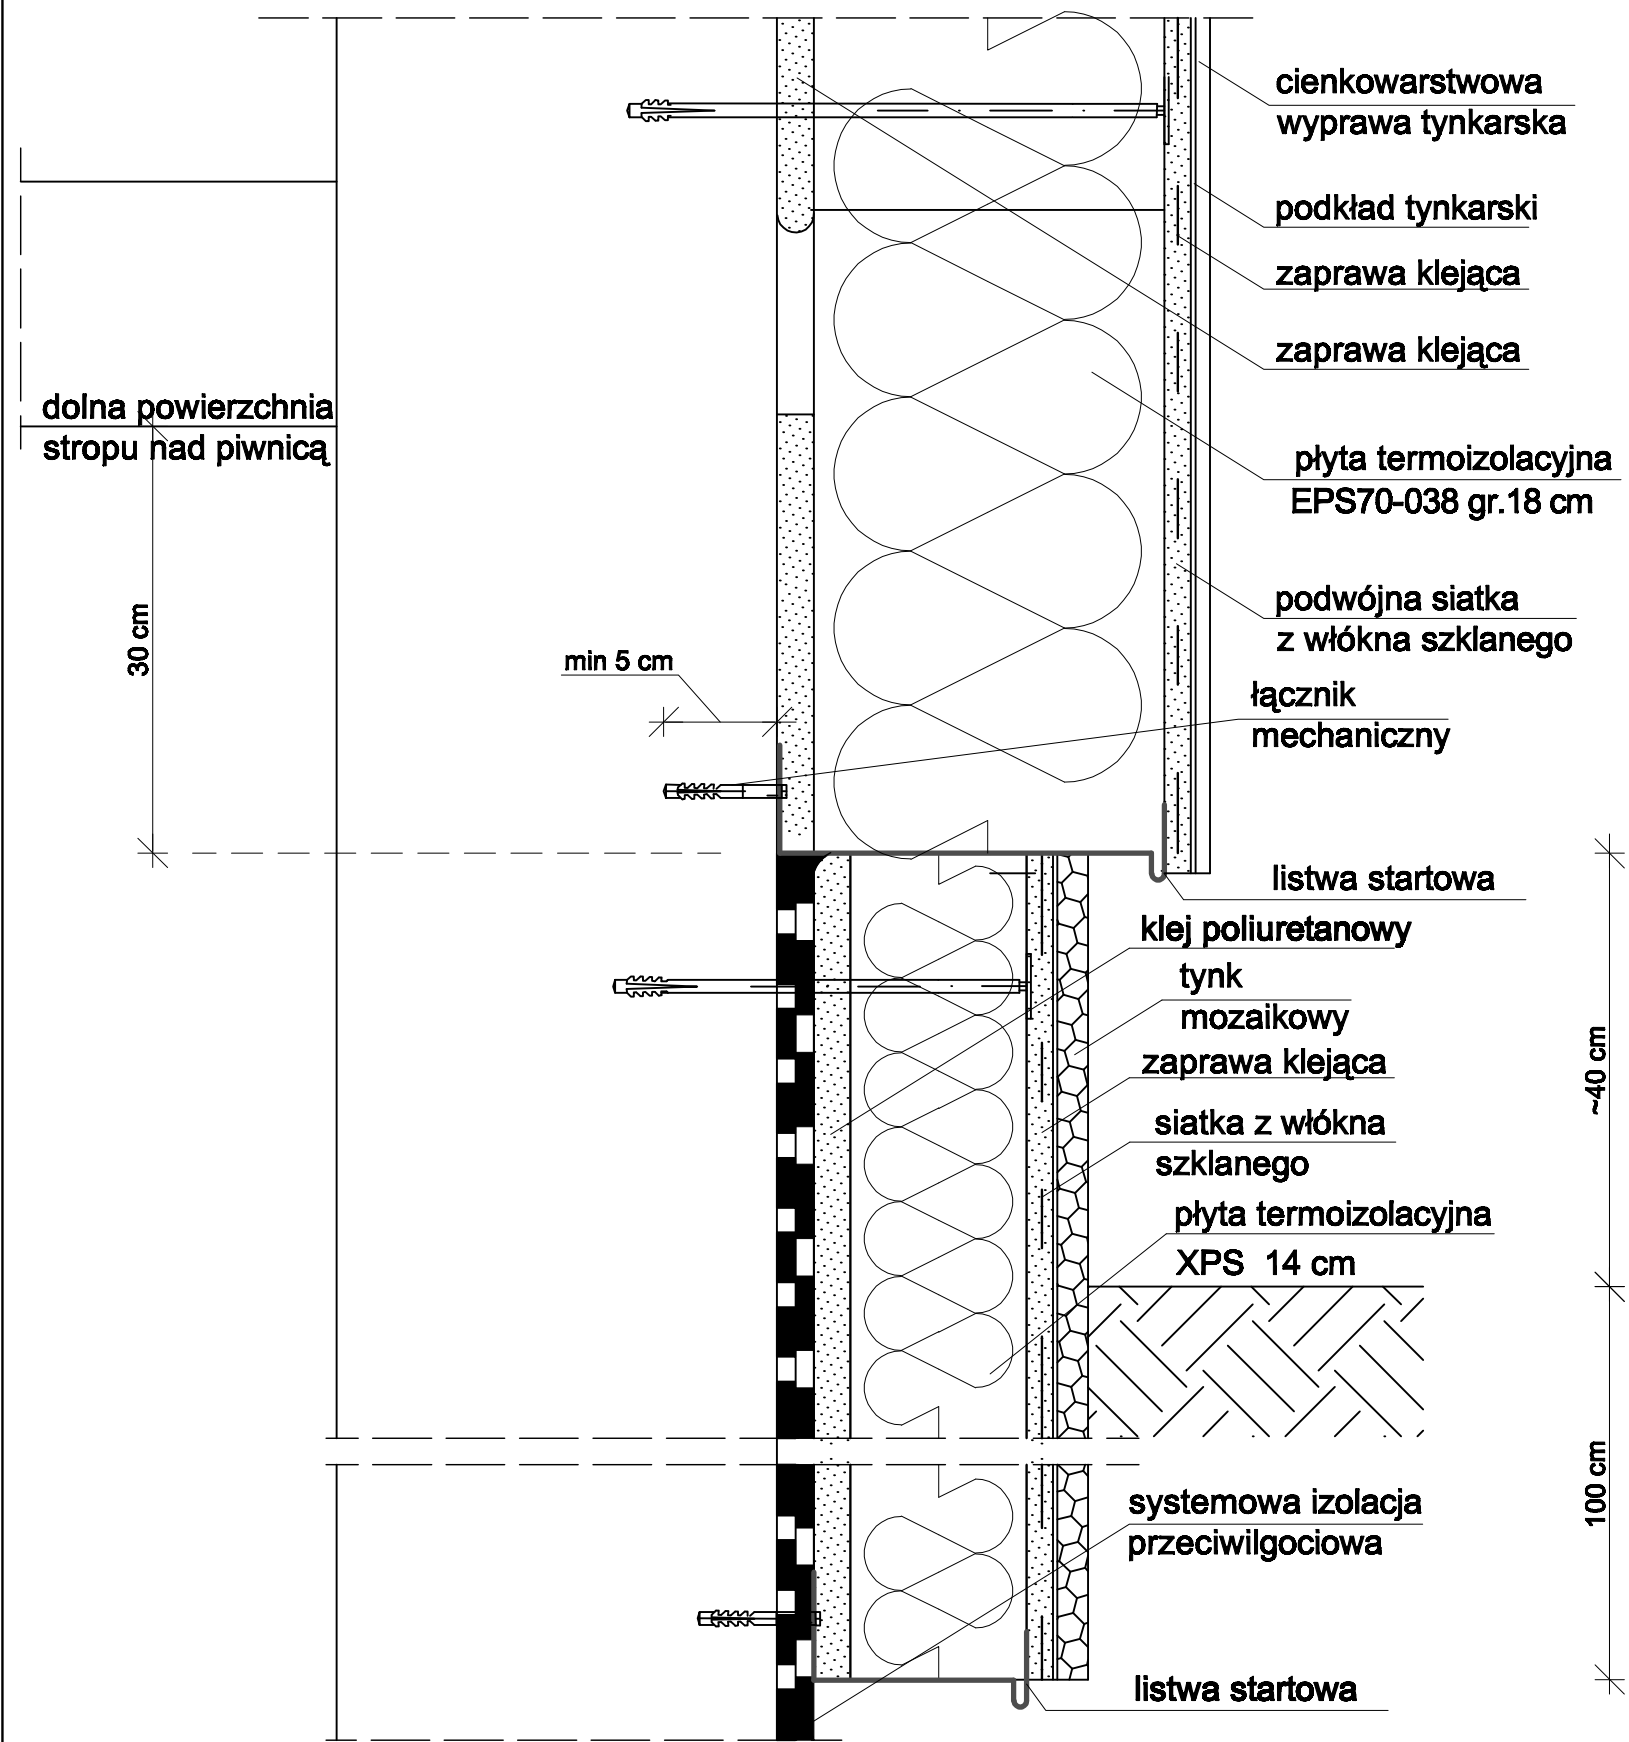 cienkowarstwowa
wyprawa tynkarska
podkład tynkarski
zaprawa klejąca
zaprawa klejąca
dolna powierzchnia
stropu nad piwnicą
płyta termoizolacyjna
EPS70-038 gr.18 cm
30 cm
podwójna siatka
z włókna szklanego
min 5 cm
łącznik
mechaniczny
listwa startowa
klej poliuretanowy
tynk
mozaikowy
zaprawa klejąca
~40 cm
siatka z włókna
szklanego
płyta termoizolacyjna
XPS 14 cm
100 cm
systemowa izolacja
przeciwilgociowa
listwa startowa